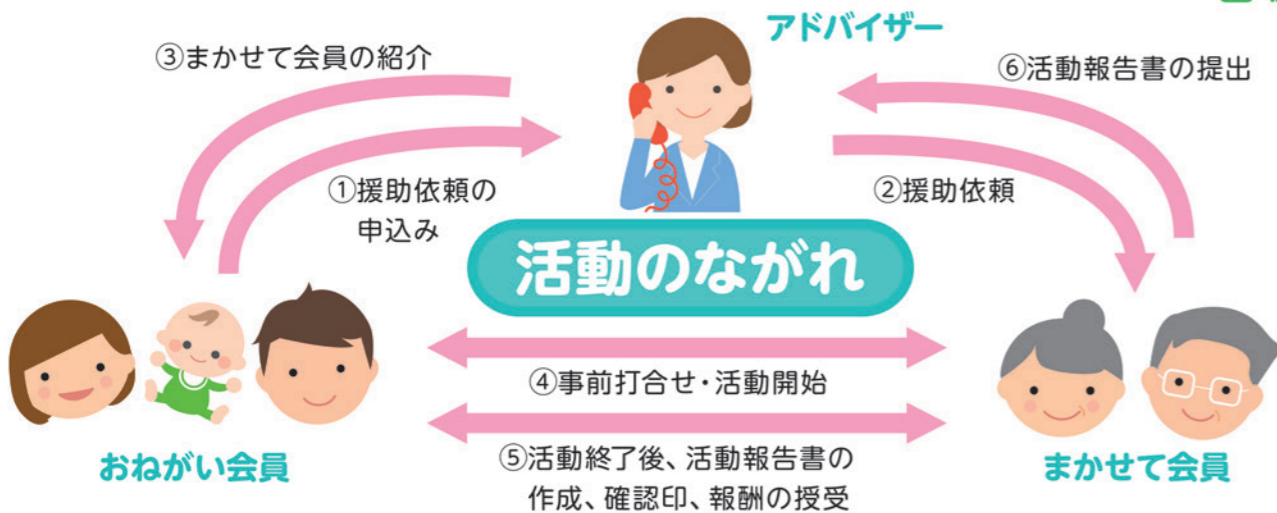 アドバイザー
③まかせて会員の紹介
⑥活動報告書の提出
①援助依頼の
申込み
②援助依頼
活動のながれ
④事前打合せ・活動開始
⑤活動終了後、活動報告書の
作成、確認印、報酬の授受
おねがい会員
まかせて会員